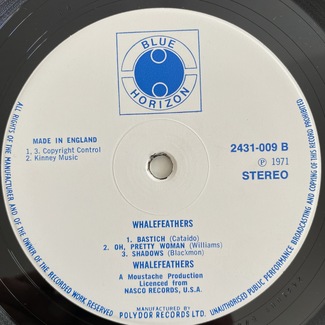 BLUE
HORIZON
MADE IN ENGLAND
1. 3. Copyright Control
2. Kinney Music
2431-009 B
Ⓟ 1971
STEREO
WHALEFEATHERS
1. BASTICH (Cataido)
2. OH, PRETTY WOMAN (Williams)
3. SHADOWS (Blackmon)
WHALEFEATHERS
A Moustache Production
Licenced from
NASCO RECORDS, U.S.A.
MANUFACTURED BY
POLYDOR RECORDS LTD.
ALL RIGHTS OF THE MANUFACTURER AND OF THE OWNER OF THE RECORDED WORK RESERVED
UNAUTHORISED PUBLIC PERFORMANCE BROADCASTING AND COPYING OF THIS RECORD PROHIBITED